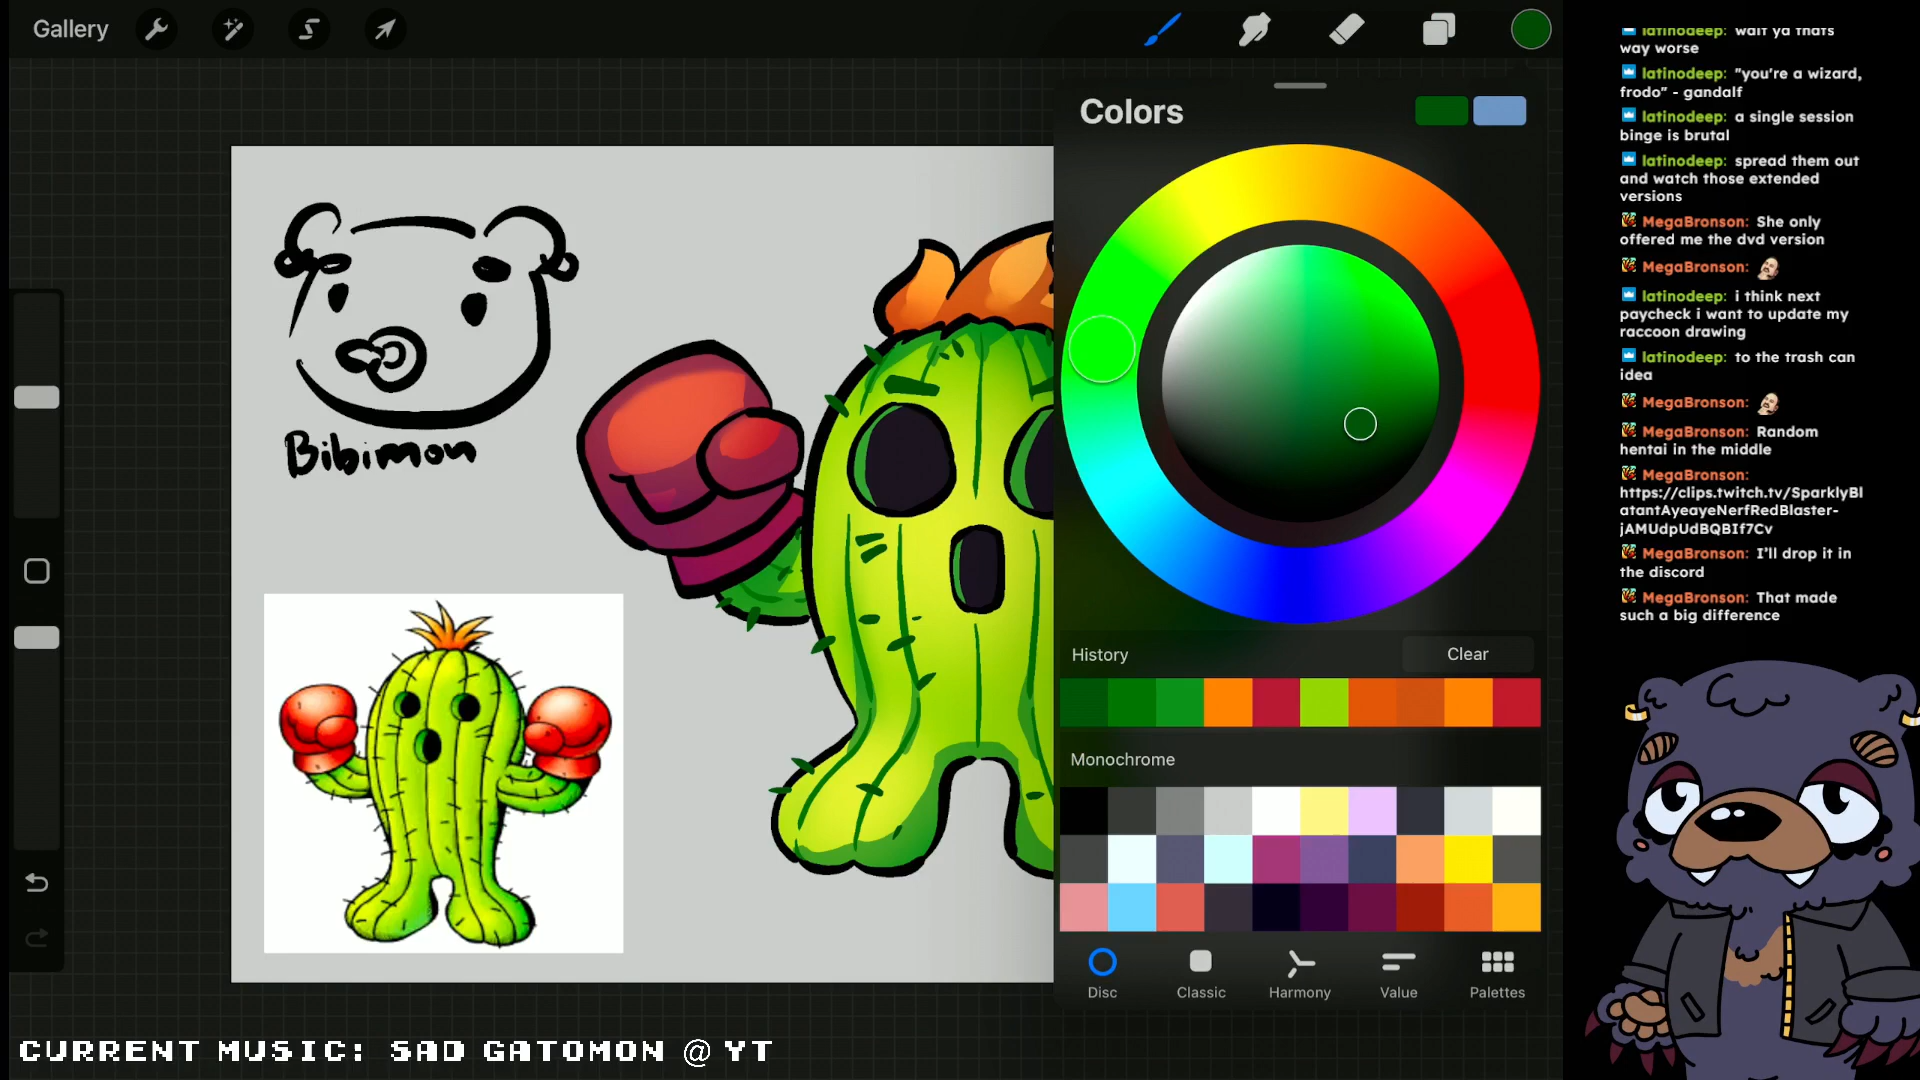 Gallery
Colors
Bibimon
History
Clear
Monochrome
Disc
Classic
Harmony
Value
Palettes
CURRENT MUSIC: SAD GATOMON @ YT
latinodeep: wait ya thats
way worse
latinodeep: "you're a wizard,
frodo" - gandalf
latinodeep: a single session
binge is brutal
latinodeep: spread them out
and watch those extended
versions
MegaBronson: She only
offered me the dvd version
MegaBronson:
latinodeep: i think next
paycheck i want to update my
raccoon drawing
latinodeep: to the trash can
idea
MegaBronson:
MegaBronson: Random
hentai in the middle
MegaBronson:
https://clips.twitch.tv/SparklyBl
atantAyeayeNerfRedBlaster-
jAMUdpUdBQBIf7Cv
MegaBronson: I'll drop it in
the discord
MegaBronson: That made
such a big difference